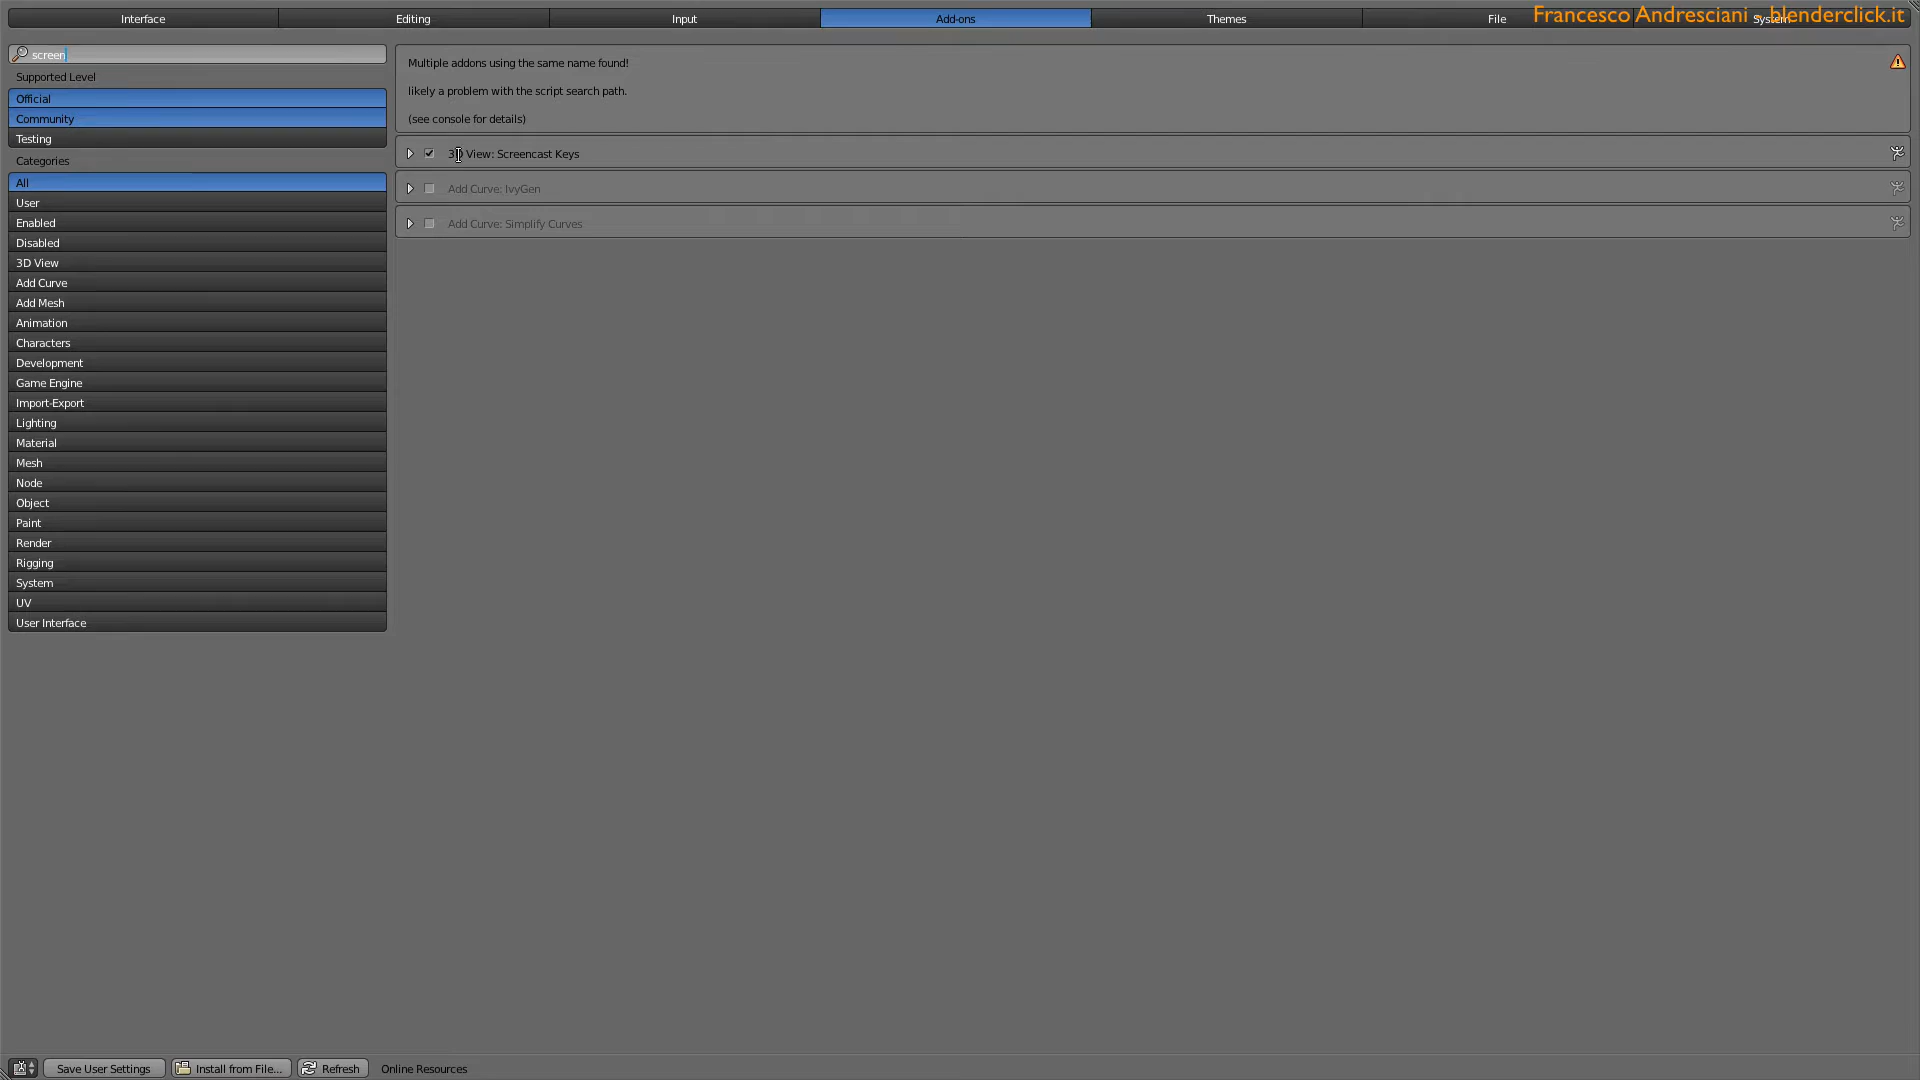 Interface
Editing
Input
Add-ons
Themes
File
System
Francesco Andresciani - blenderclick.it
screen
Supported Level
Official
Community
Testing
Categories
All
User
Enabled
Disabled
3D View
Add Curve
Add Mesh
Animation
Characters
Development
Game Engine
Import-Export
Lighting
Material
Mesh
Node
Object
Paint
Render
Rigging
System
UV
User Interface
Multiple addons using the same name found!
likely a problem with the script search path.
(see console for details)
3D View: Screencast Keys
Add Curve: IvyGen
Add Curve: Simplify Curves
Save User Settings
Install from File...
Refresh
Online Resources